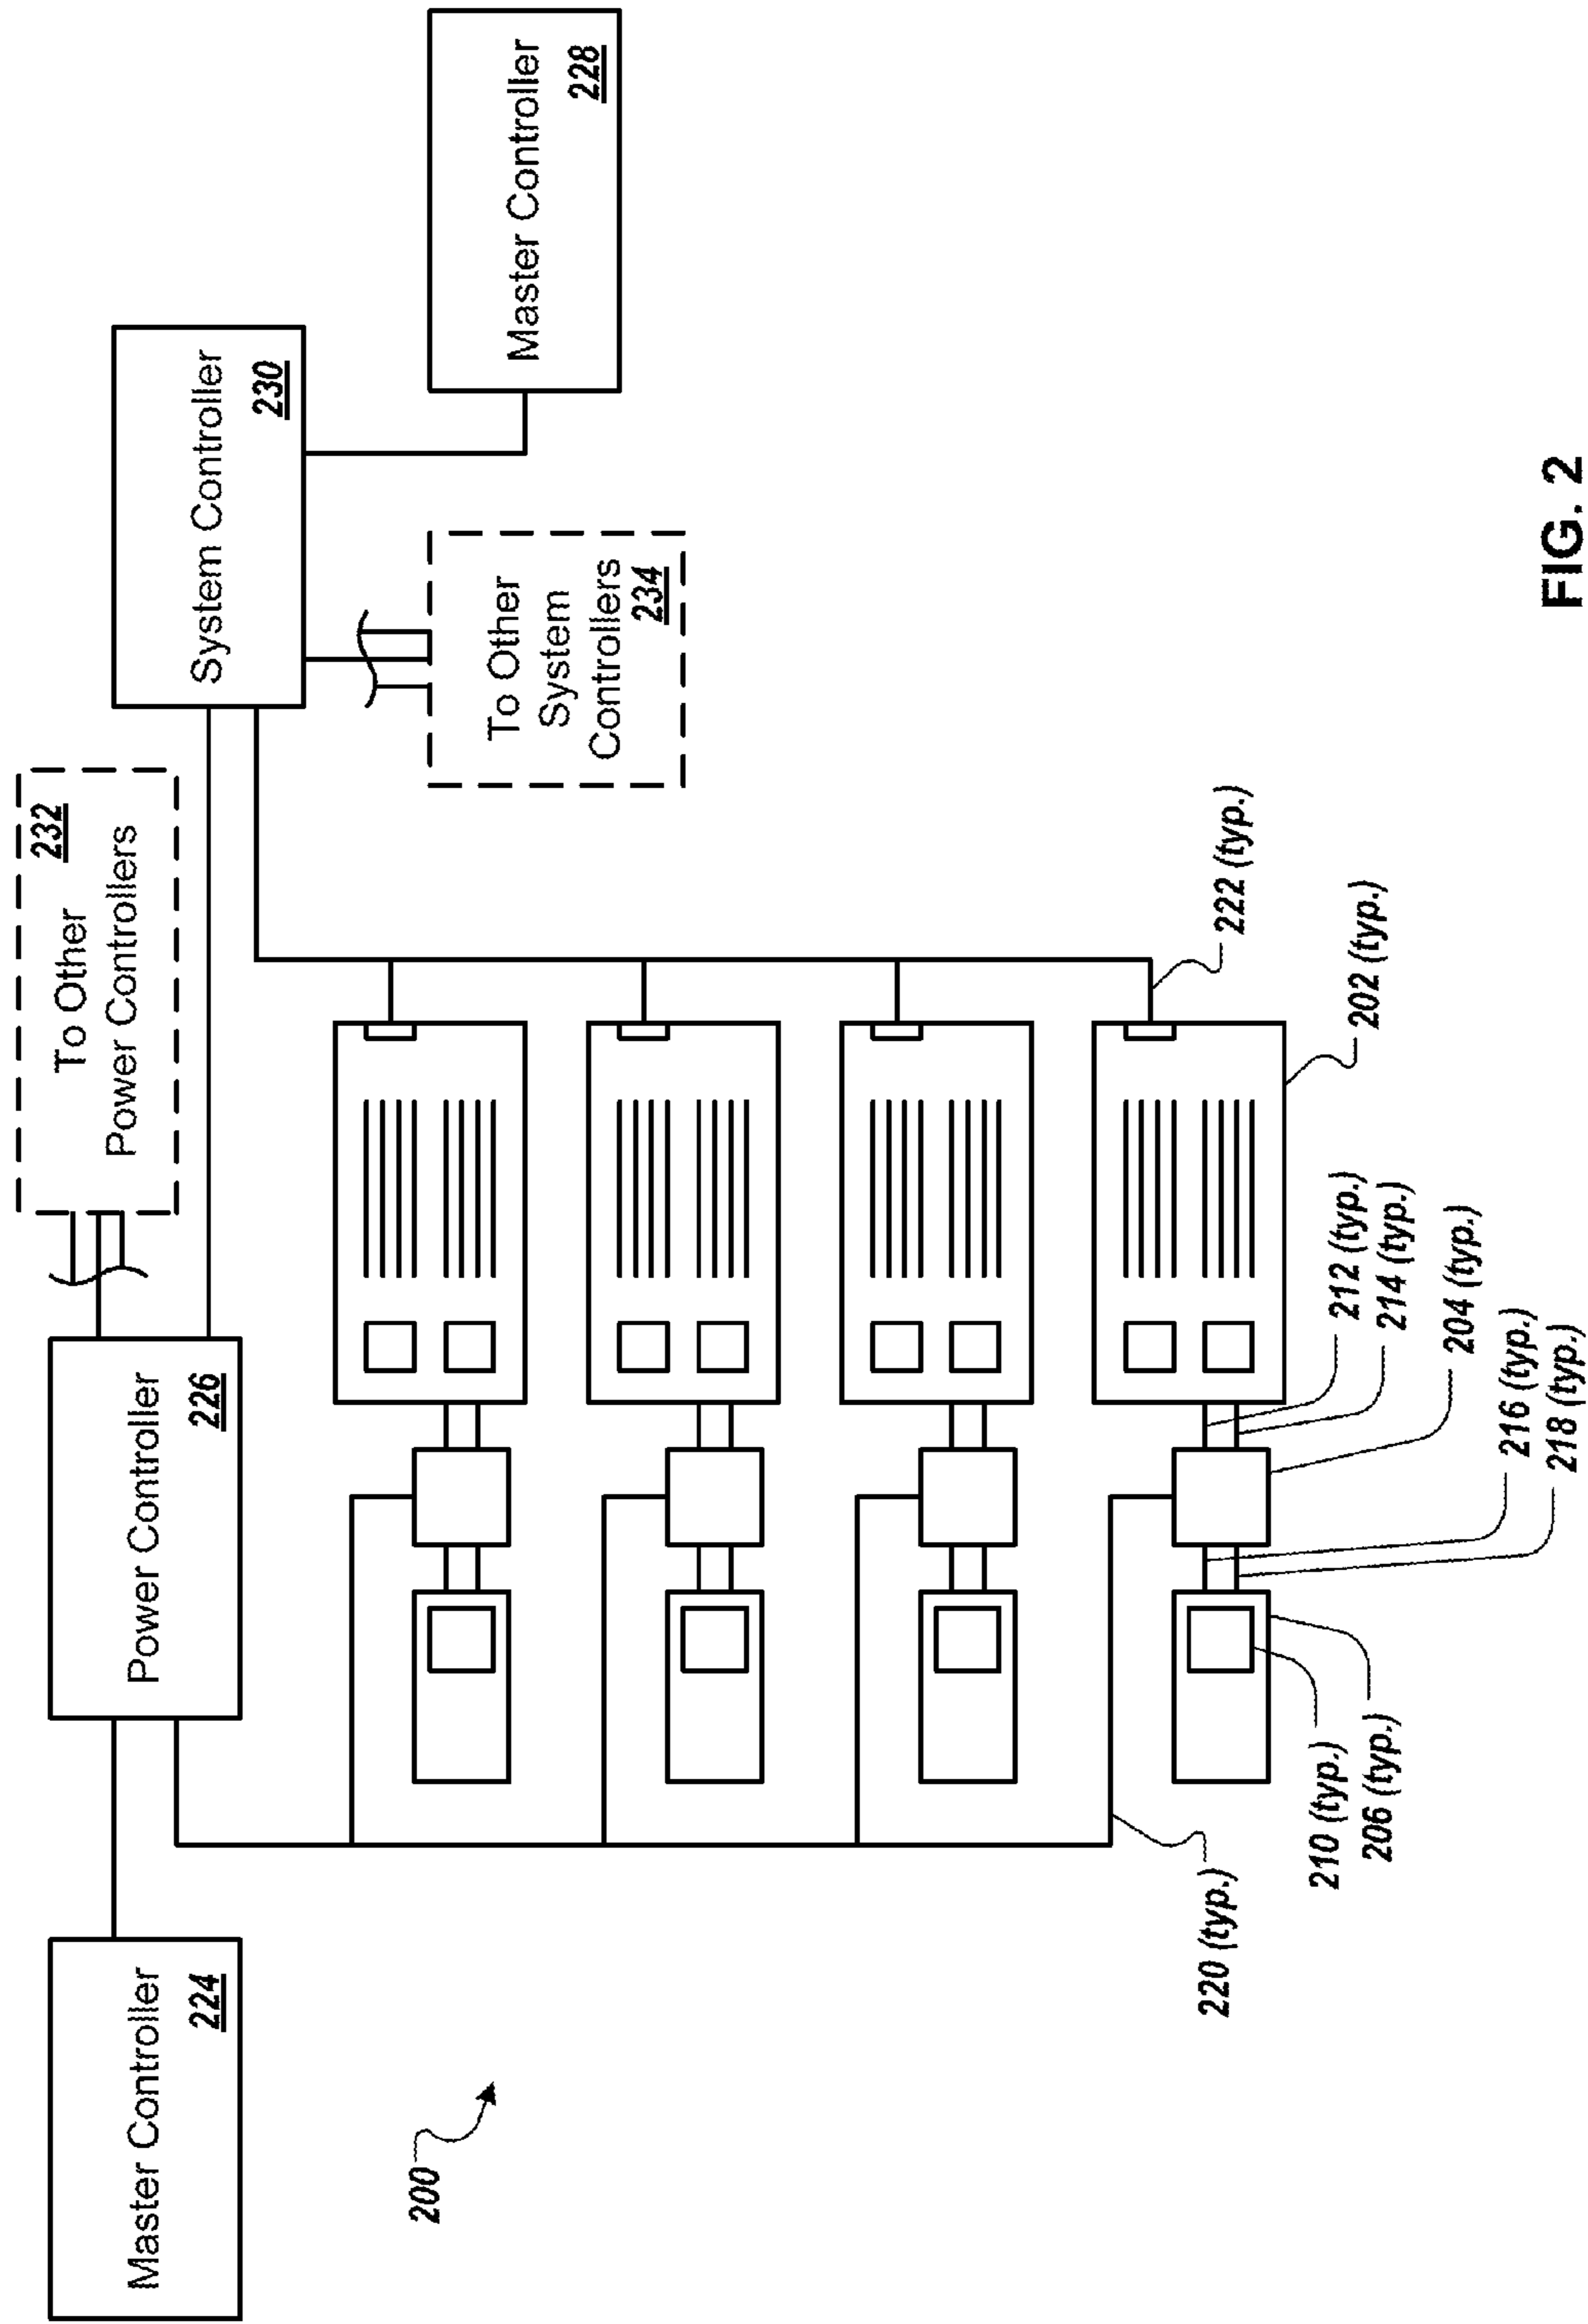 Master Controller
224
Power Controller
226
To Other
Power Controllers
232
System Controller
230
Master Controller
228
To Other
System
Controllers
234
200
220 (typ.)
210 (typ.)
206 (typ.)
216 (typ.)
218 (typ.)
204 (typ.)
212 (typ.)
214 (typ.)
202 (typ.)
222 (typ.)
FIG. 2